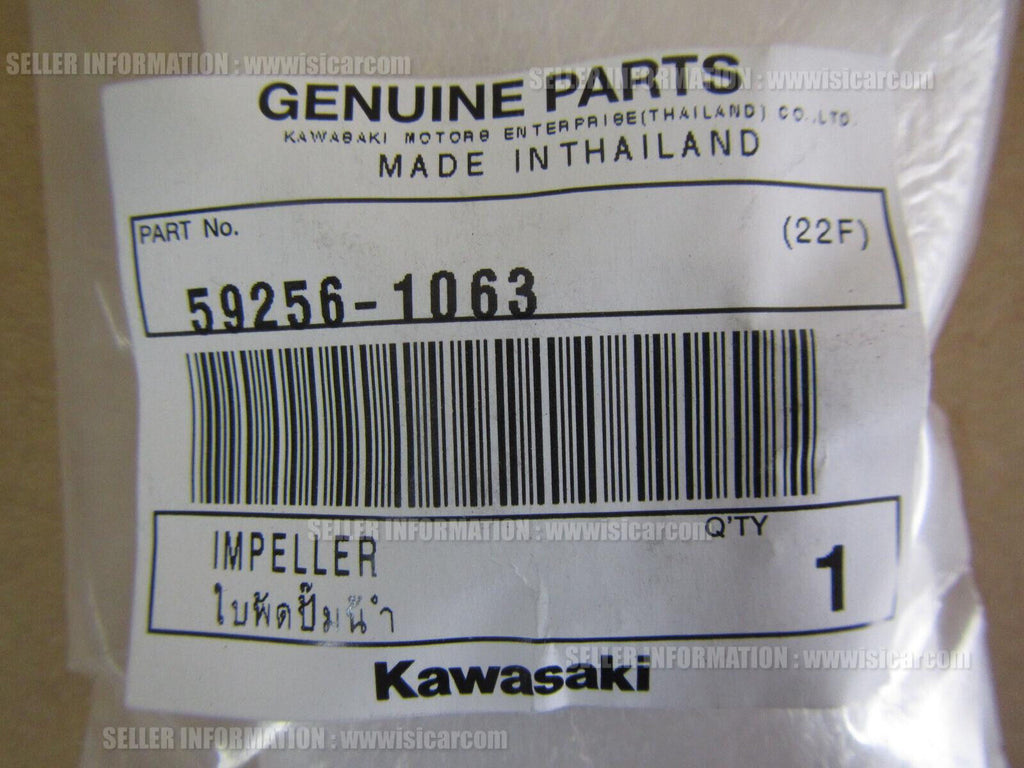 SELLER INFORMATION : wwwisicarcom
SELLER INFORMATION : wwwisicarcom
GENUINE PARTS
KAWASAKI MOTORS ENTERPRISE(THAILAND) CO.,LTD.
MADE INTHAILAND
PART No.
(22F)
59256-1063
SELLER INFORMATION : wwwisicarcom
Q'TY
IMPELLER
1
ใบพัดปั๊มน้ำ
SELLER INFORMATION : wwwisicarcom
Kawasaki
SELLER INFORMATION : wwwisicarcom